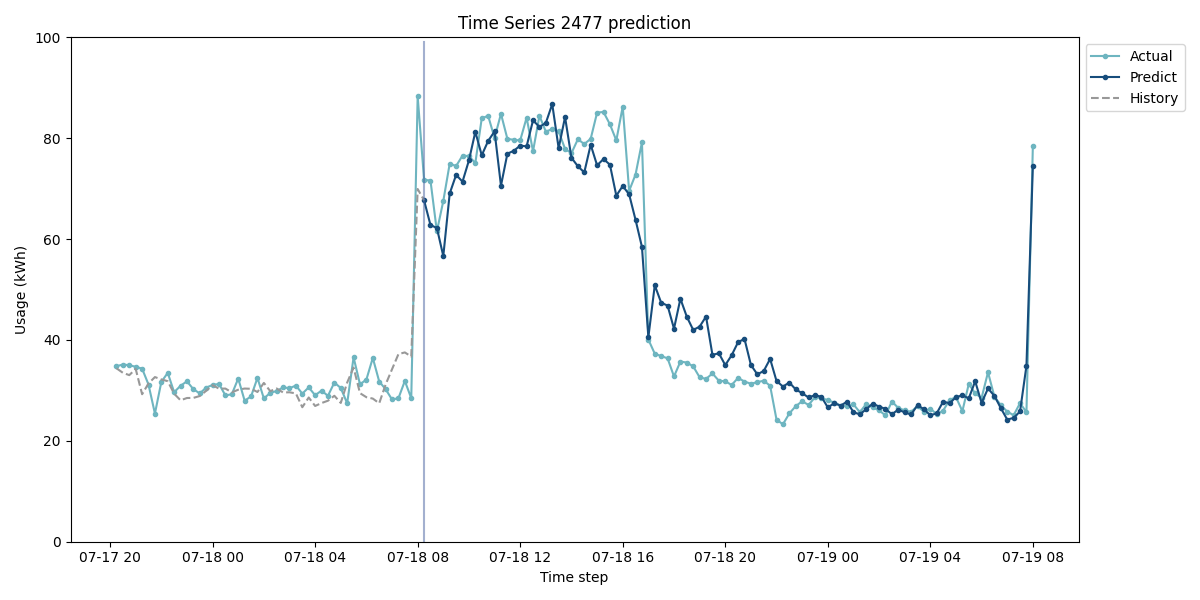 Time Series 2477 prediction
Actual
Predict
History
Usage (kWh)
100
80
60
40
20
0
07-17 20
07-18 00
07-18 04
07-18 08
07-18 12
07-18 16
07-18 20
07-19 00
07-19 04
07-19 08
Time step